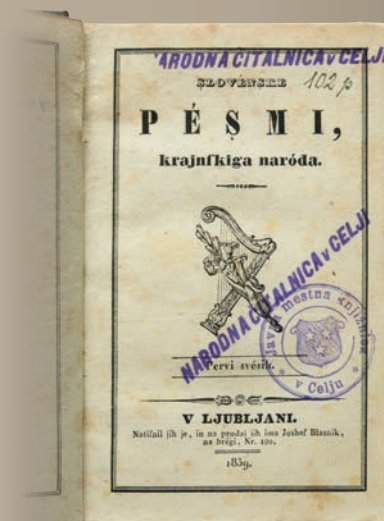 NARODNA ČITALNICA v CELJI
102 p
SLOVÉNSKE
PÉSMI,
krajnſkiga naróda.
NARODNA ČITALNICA v CELJI
Javna mestna knjižnica
v Celju
Pervi svésik.
V LJUBLJANI.
Natiſnil jih je, in na prodaj jih ima Joshef Blasnik,
na brégi, Nr. 190.
1839.